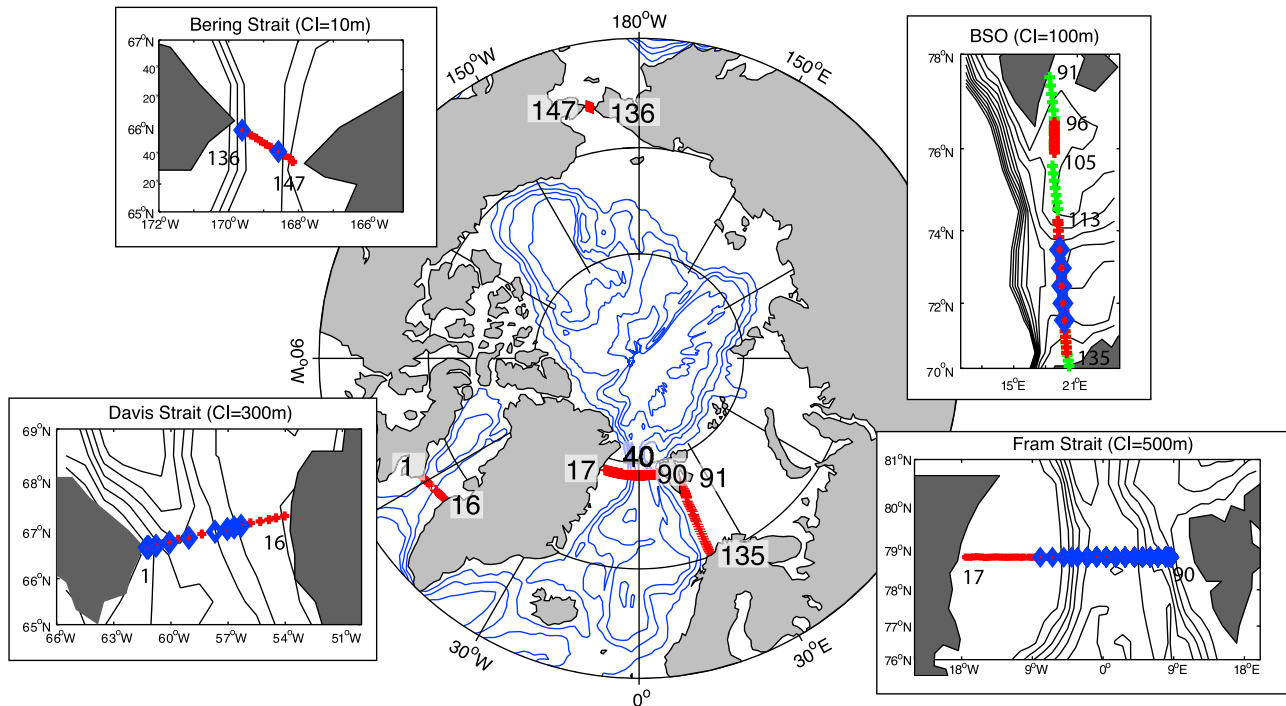 Bering Strait (CI=10m)
67°N
40'
20'
66°N
40'
20'
65°N
172°W
170°W
168°W
166°W
136
147
180°W
150°W
150°E
90°W
30°W
0°
30°E
147
136
1
16
17
40
90
91
135
BSO (CI=100m)
78°N
76°N
74°N
72°N
70°N
15°E
21°E
91
96
105
113
135
Davis Strait (CI=300m)
69°N
68°N
67°N
66°N
65°N
66°W
63°W
60°W
57°W
54°W
51°W
1
16
Fram Strait (CI=500m)
81°N
80°N
79°N
78°N
77°N
76°N
18°W
9°W
0°
9°E
18°E
17
90